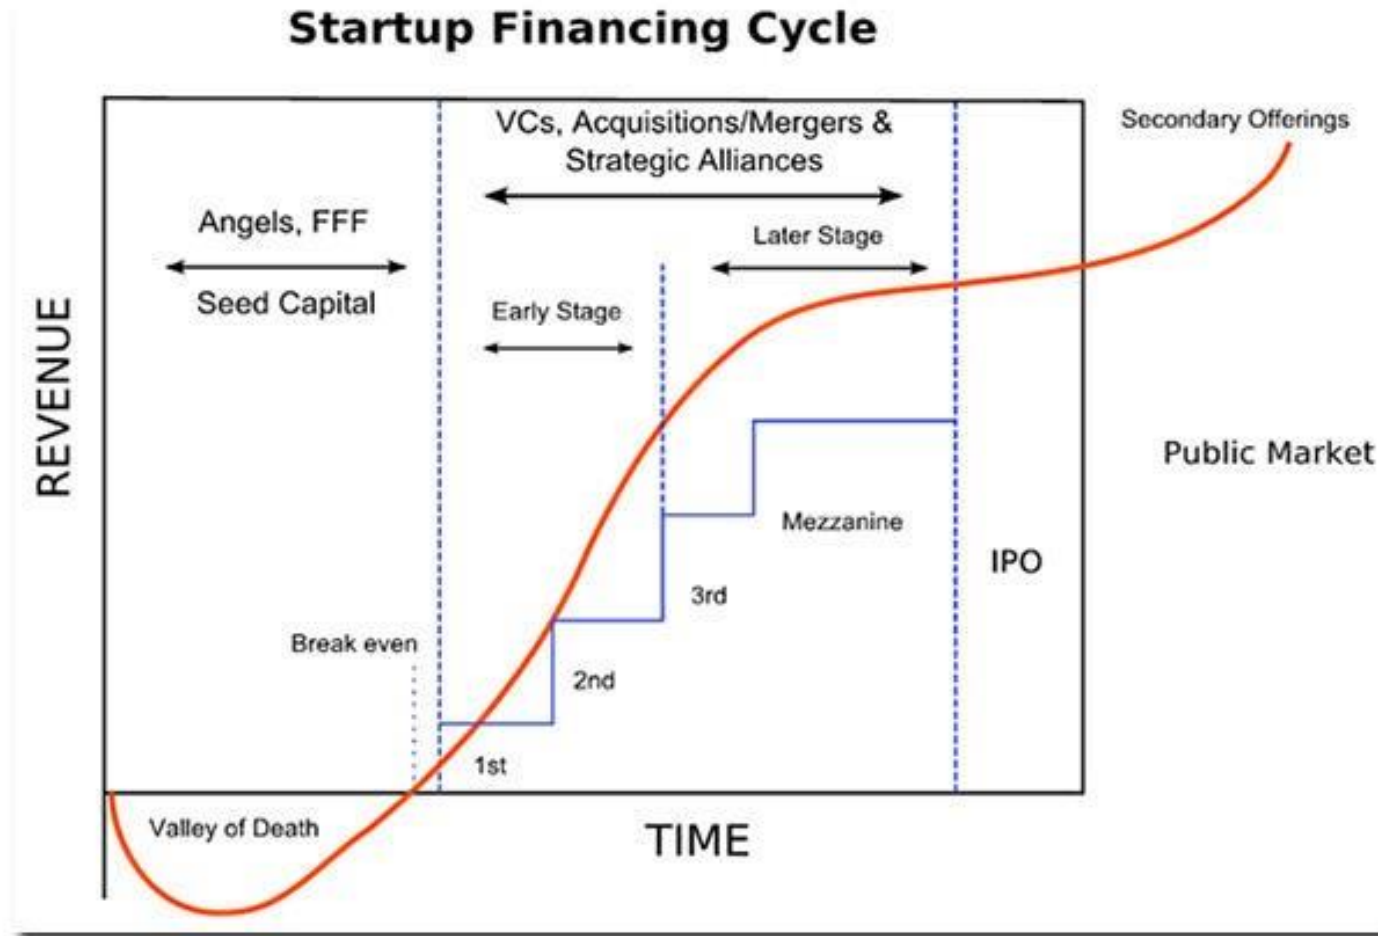 Startup Financing Cycle
VCs, Acquisitions/Mergers &
Strategic Alliances
Secondary Offerings
Angels, FFF
Seed Capital
Later Stage
Early Stage
REVENUE
Public Market
Mezzanine
IPO
3rd
Break even
2nd
1st
Valley of Death
TIME